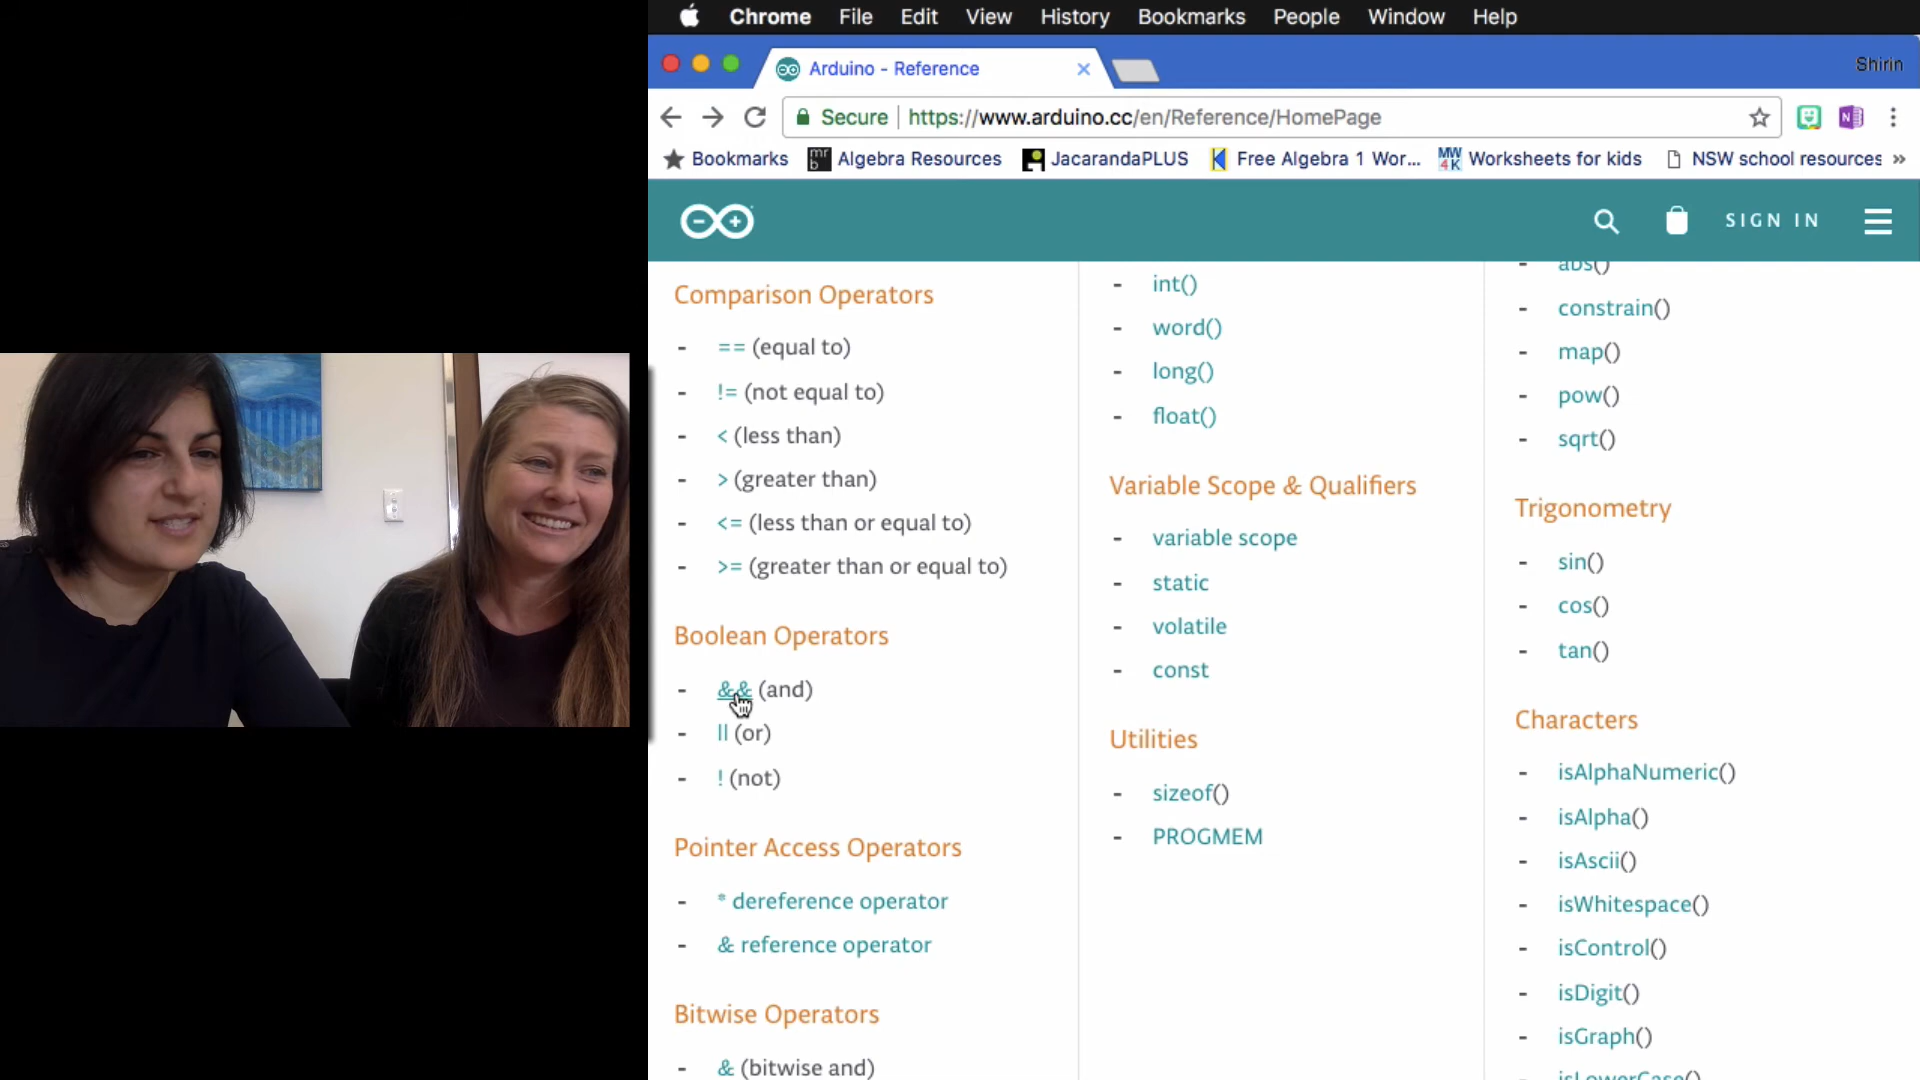 Chrome File Edit View History Bookmarks People Window Help
Arduino - Reference
Shirin
Secure https://www.arduino.cc/en/Reference/HomePage
Bookmarks
mr b
Algebra Resources
JacarandaPLUS
Free Algebra 1 Wor...
MW 4K
Worksheets for kids
NSW school resources »
SIGN IN
Comparison Operators
- == (equal to)
- != (not equal to)
- < (less than)
- > (greater than)
- <= (less than or equal to)
- >= (greater than or equal to)
Boolean Operators
- && (and)
- || (or)
- ! (not)
Pointer Access Operators
- * dereference operator
- & reference operator
Bitwise Operators
- & (bitwise and)
- int()
- word()
- long()
- float()
Variable Scope & Qualifiers
- variable scope
- static
- volatile
- const
Utilities
- sizeof()
- PROGMEM
- abs()
- constrain()
- map()
- pow()
- sqrt()
Trigonometry
- sin()
- cos()
- tan()
Characters
- isAlphaNumeric()
- isAlpha()
- isAscii()
- isWhitespace()
- isControl()
- isDigit()
- isGraph()
- isLowerCase()